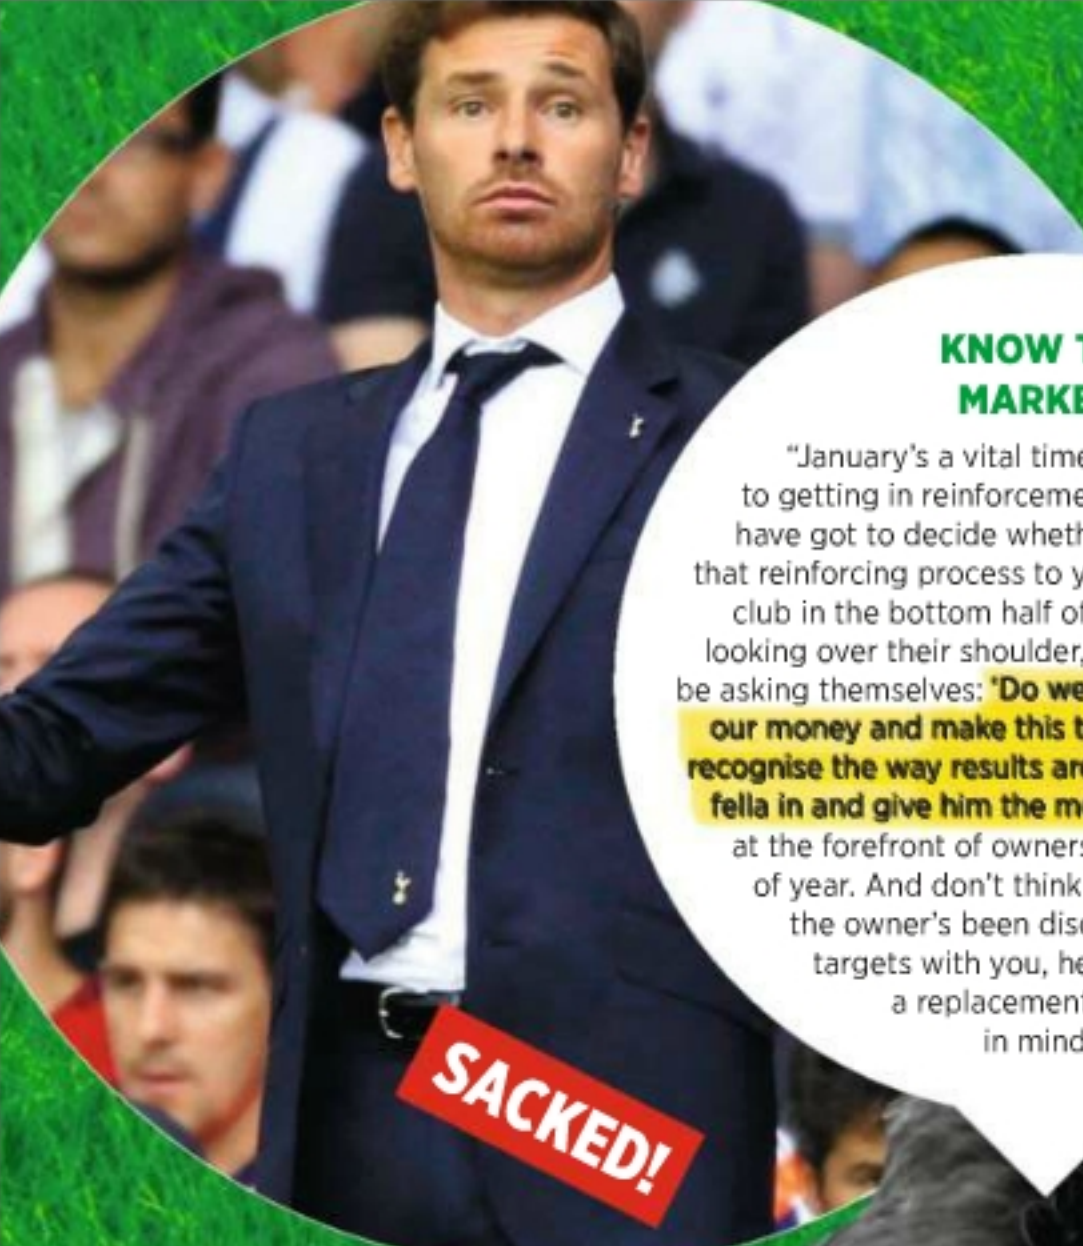 KNOW
MARKE
“January’s a vital time
to getting in reinforceme
have got to decide wheth
that reinforcing process to y
club in the bottom half of
looking over their shoulder,
be asking themselves: ‘Do we
our money and make this t
recognise the way results are
fella in and give him the m
at the forefront of owners
of year. And don’t think
the owner’s been disc
targets with you, he
a replacement
in mind
SACKED!